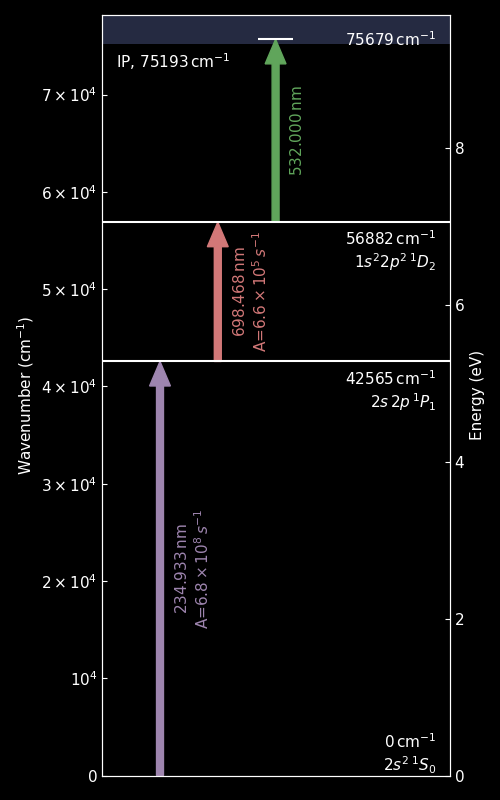 75679 cm⁻¹
IP, 75193 cm⁻¹
7 × 10⁴
8
532.000 nm
6 × 10⁴
56882 cm⁻¹
1s²2p² ¹D₂
698.468 nm
A=6.6 × 10⁵ s⁻¹
5 × 10⁴
6
42565 cm⁻¹
2s 2p ¹P₁
4 × 10⁴
Wavenumber (cm⁻¹)
Energy (eV)
4
3 × 10⁴
234.933 nm
A=6.8 × 10⁸ s⁻¹
2 × 10⁴
2
10⁴
0 cm⁻¹
2s² ¹S₀
0
0